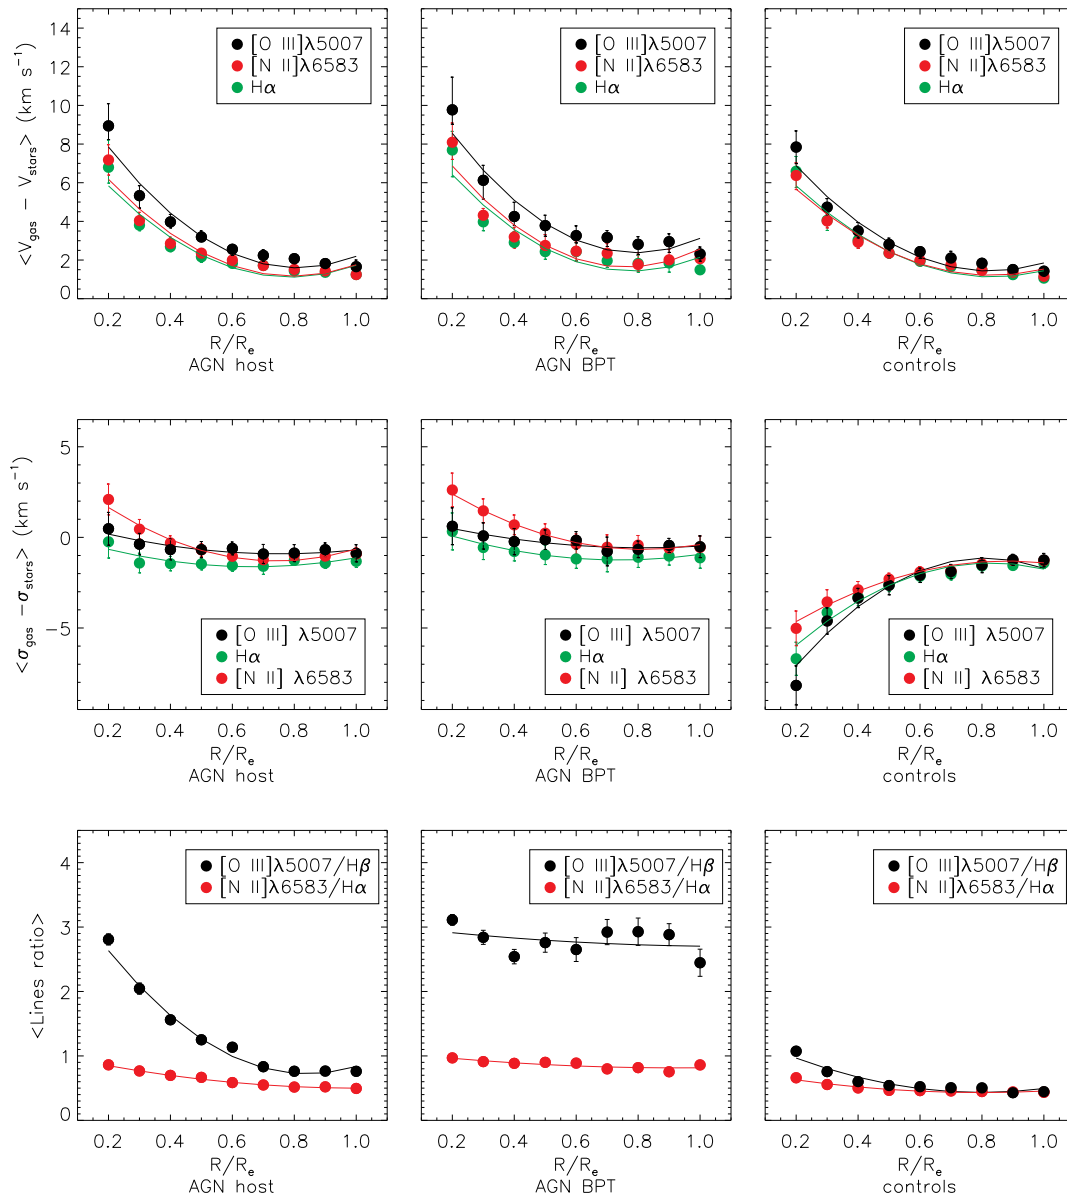 14
12
10
8
6
4
2
0
<V_gas − V_stars> (km s⁻¹)
[O III]λ5007
[N II]λ6583
Hα
[O III]λ5007
[N II]λ6583
Hα
[O III]λ5007
[N II]λ6583
Hα
0.2 0.4 0.6 0.8 1.0
0.2 0.4 0.6 0.8 1.0
0.2 0.4 0.6 0.8 1.0
R/R_e
R/R_e
R/R_e
AGN host
AGN BPT
controls
5
0
−5
<σ_gas −σ_stars> (km s⁻¹)
[O III] λ5007
Hα
[N II] λ6583
[O III] λ5007
Hα
[N II] λ6583
[O III] λ5007
Hα
[N II] λ6583
0.2 0.4 0.6 0.8 1.0
0.2 0.4 0.6 0.8 1.0
0.2 0.4 0.6 0.8 1.0
R/R_e
R/R_e
R/R_e
AGN host
AGN BPT
controls
4
3
2
1
0
<Lines ratio>
[O III]λ5007/Hβ
[N II]λ6583/Hα
[O III]λ5007/Hβ
[N II]λ6583/Hα
[O III]λ5007/Hβ
[N II]λ6583/Hα
0.2 0.4 0.6 0.8 1.0
0.2 0.4 0.6 0.8 1.0
0.2 0.4 0.6 0.8 1.0
R/R_e
R/R_e
R/R_e
AGN host
AGN BPT
controls